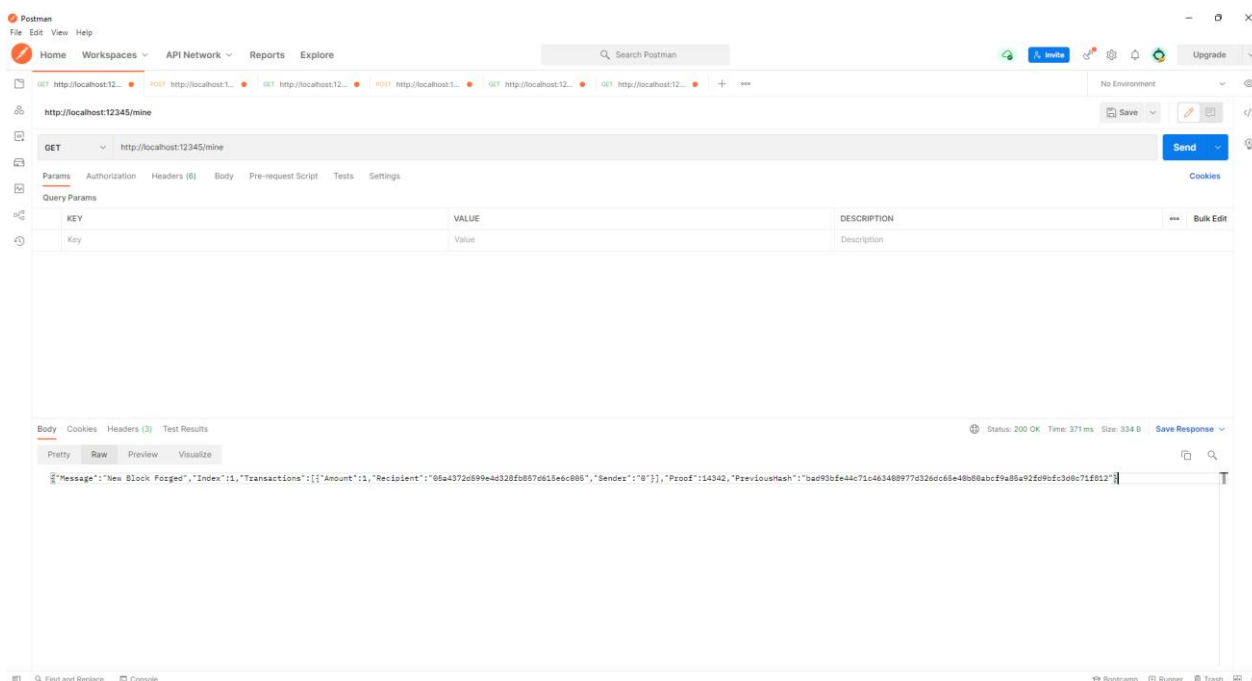 Postman
File Edit View Help
Home Workspaces API Network Reports Explore Search Postman Invite Upgrade
GET http://localhost:12... POST http://localhost:1... GET http://localhost:12... POST http://localhost:1... GET http://localhost:12... GET http://localhost:12... + ••• No Environment
http://localhost:12345/mine Save
GET http://localhost:12345/mine Send
Params Authorization Headers (6) Body Pre-request Script Tests Settings Cookies
Query Params
KEY VALUE DESCRIPTION ••• Bulk Edit
Key Value Description
Body Cookies Headers (3) Test Results Status: 200 OK Time: 371 ms Size: 334 B Save Response
Pretty Raw Preview Visualize
{"Message":"New Block Forged","Index":1,"Transactions":[{"Amount":1,"Recipient":"","Sender":"0"}],"Proof":14342,"PreviousHash":""}
Find and Replace Console Bootcamp Runner Trash